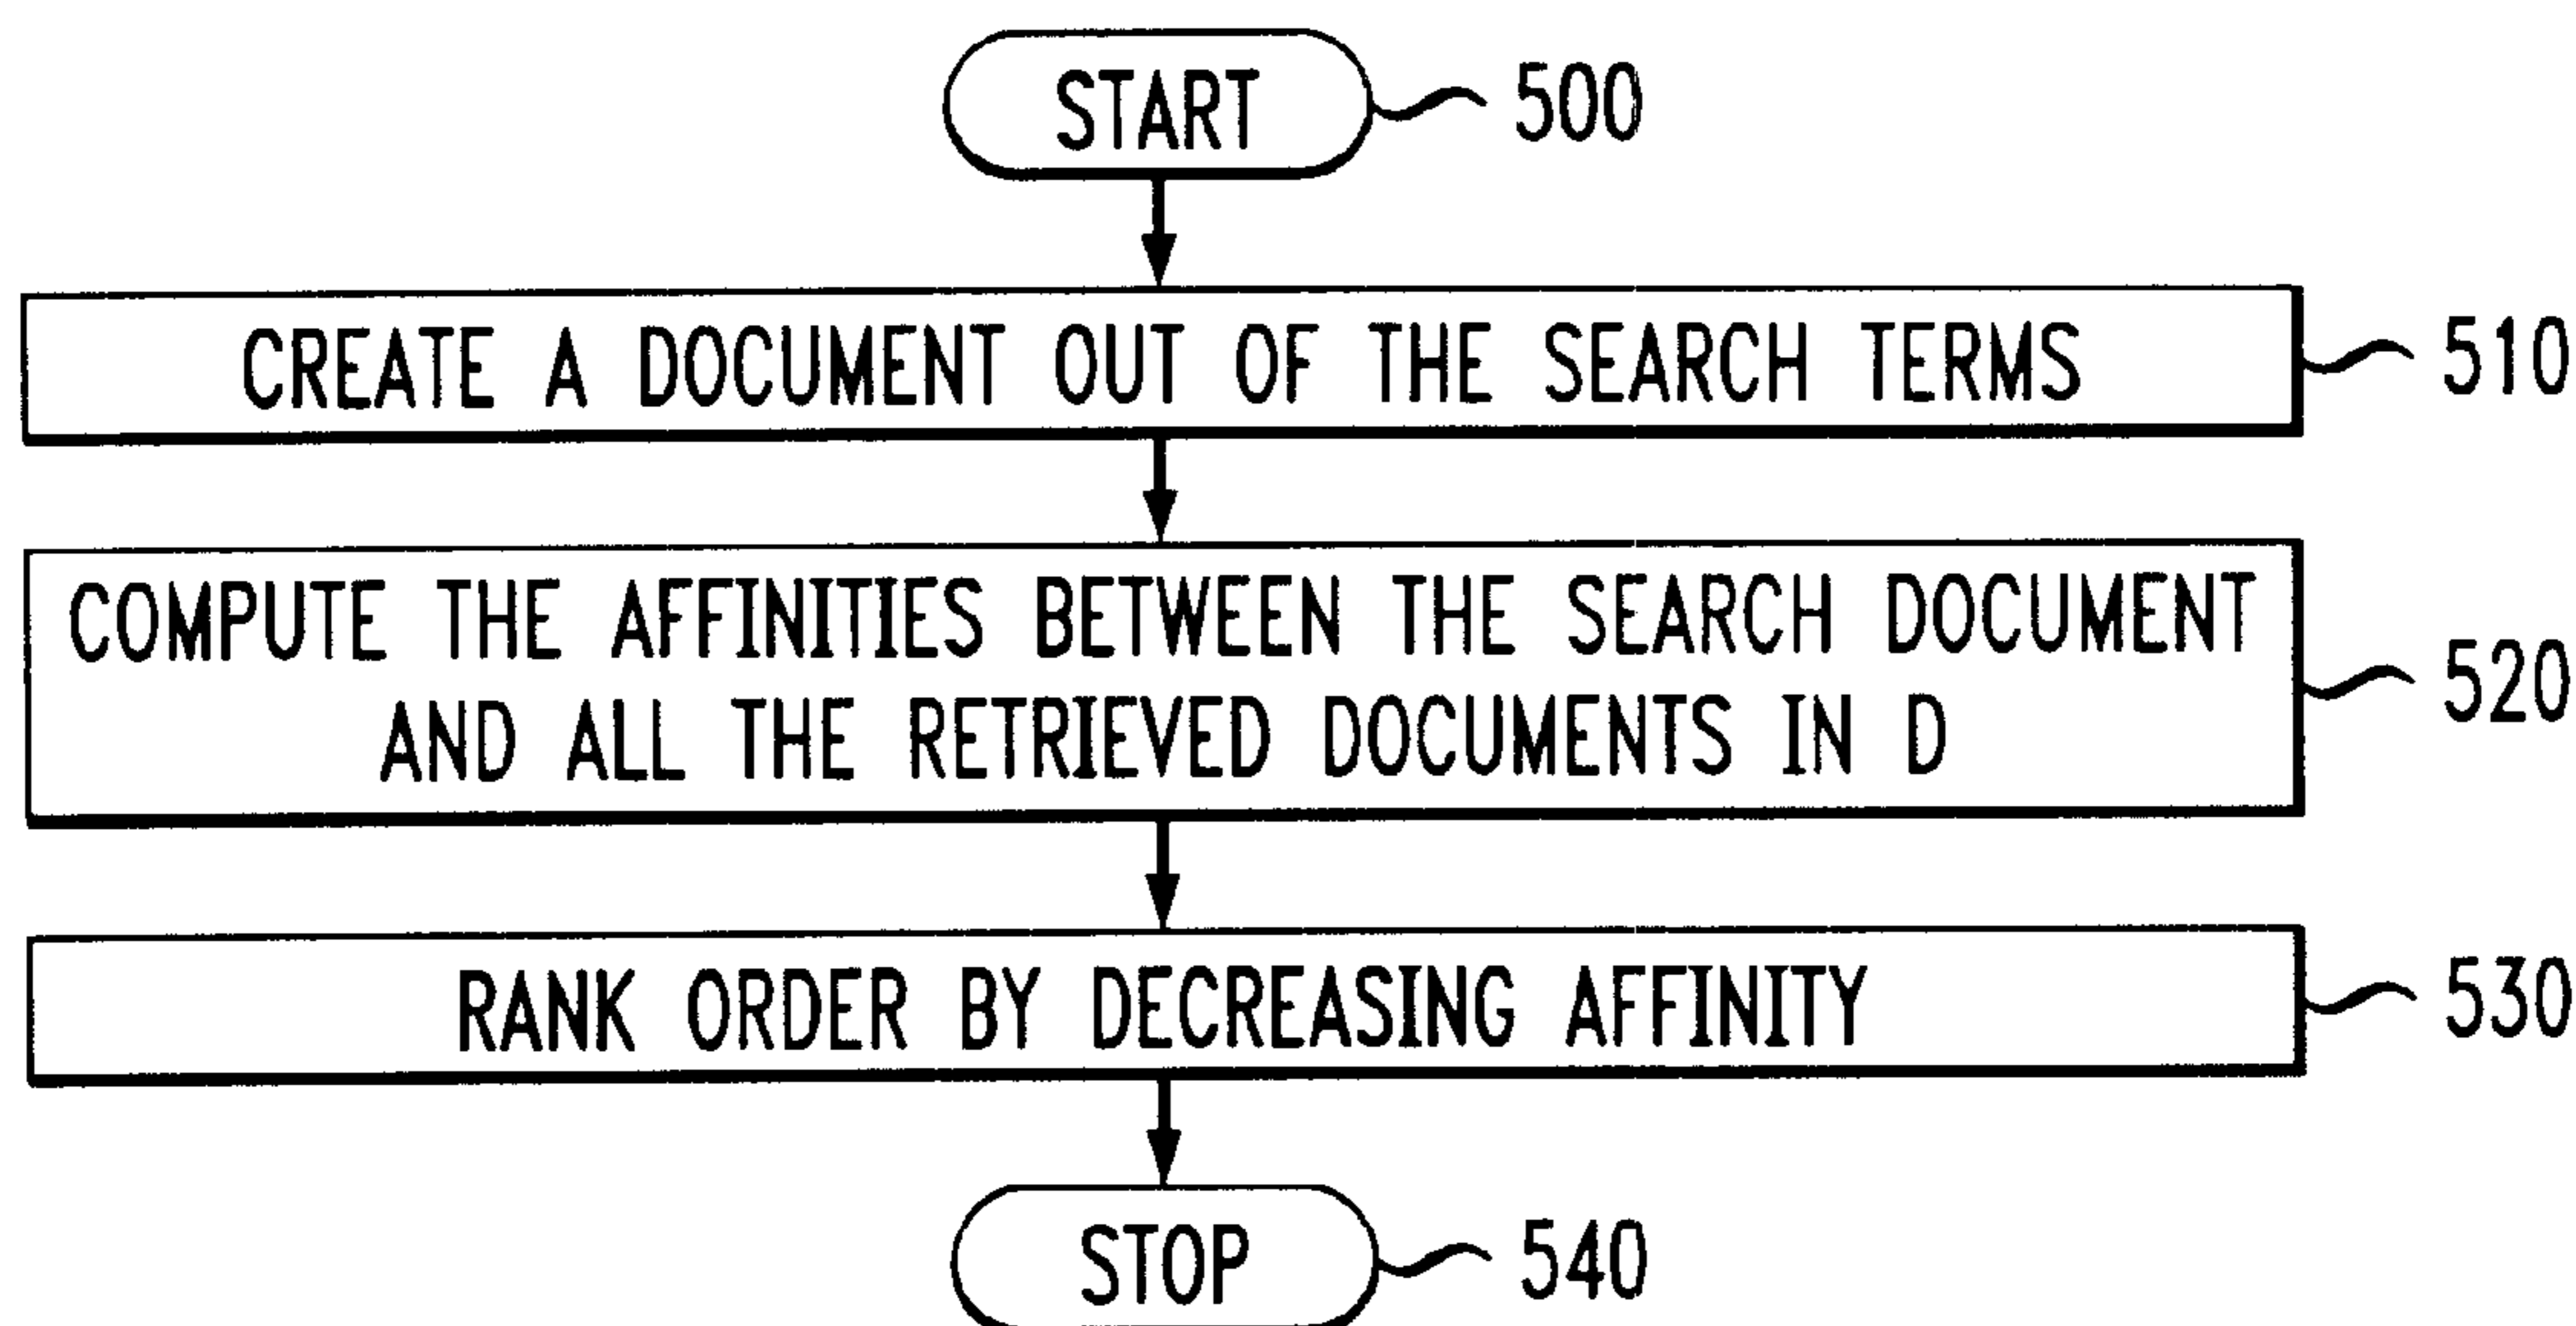 START 500
CREATE A DOCUMENT OUT OF THE SEARCH TERMS 510
COMPUTE THE AFFINITIES BETWEEN THE SEARCH DOCUMENT
AND ALL THE RETRIEVED DOCUMENTS IN D 520
RANK ORDER BY DECREASING AFFINITY 530
STOP 540